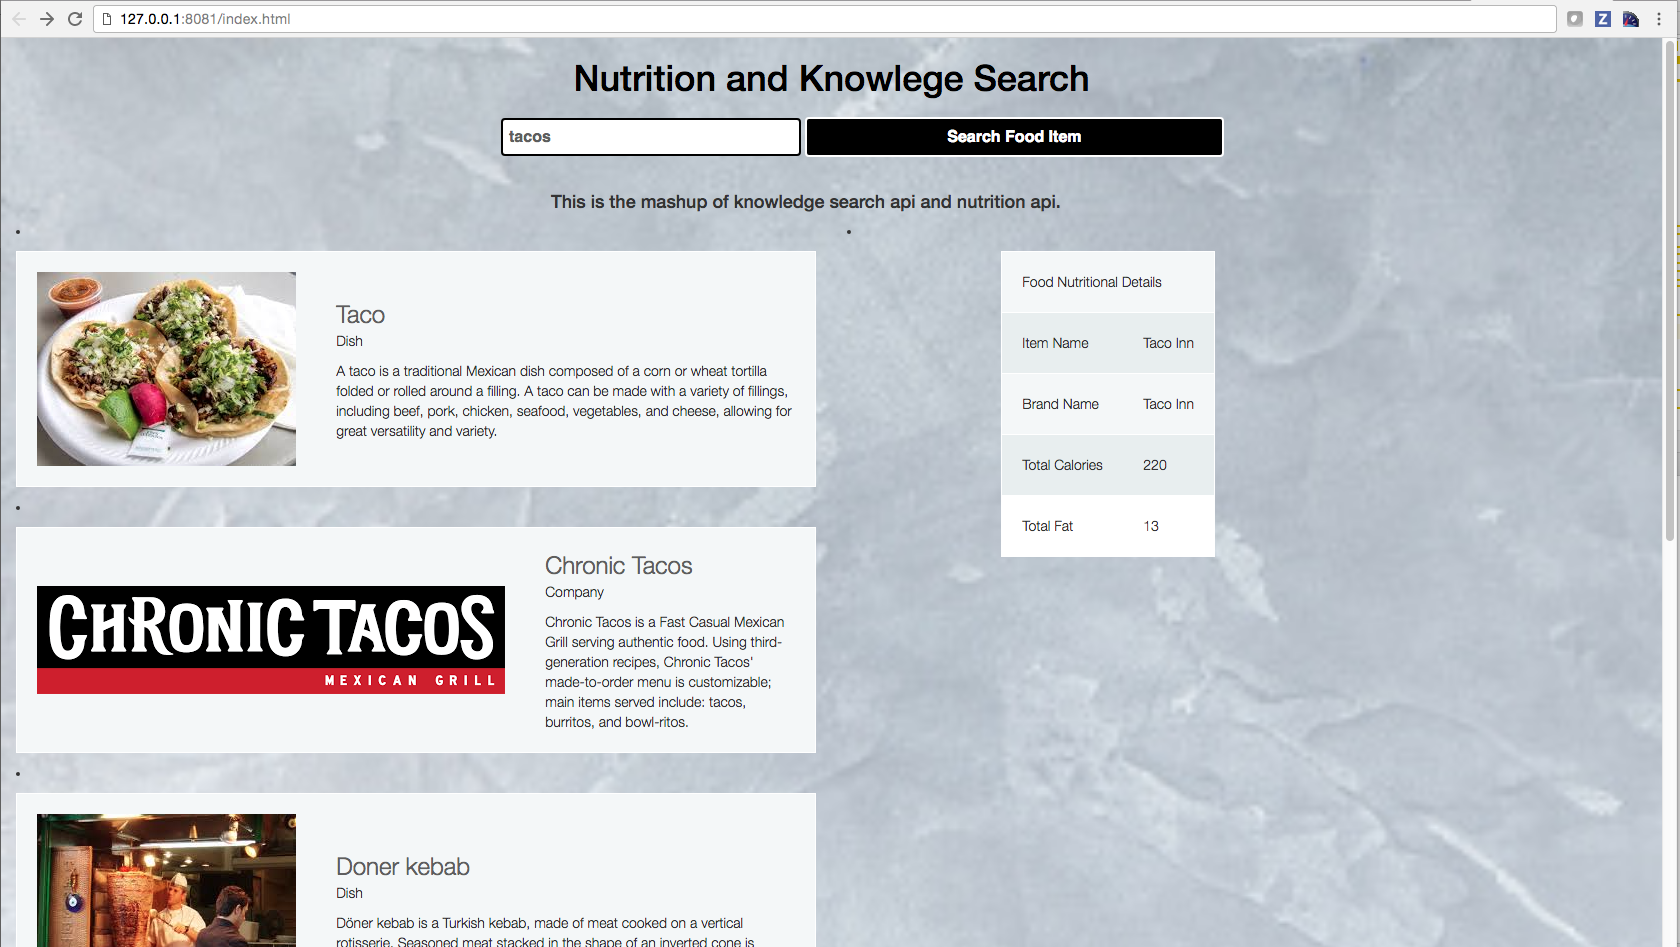 127.0.0.1:8081/index.html
Nutrition and Knowlege Search
tacos
Search Food Item
This is the mashup of knowledge search api and nutrition api.
Taco
Dish
A taco is a traditional Mexican dish composed of a corn or wheat tortilla
folded or rolled around a filling. A taco can be made with a variety of fillings,
including beef, pork, chicken, seafood, vegetables, and cheese, allowing for
great versatility and variety.
CHRONIC TACOS
MEXICAN GRILL
Chronic Tacos
Company
Chronic Tacos is a Fast Casual Mexican
Grill serving authentic food. Using third-
generation recipes, Chronic Tacos'
made-to-order menu is customizable;
main items served include: tacos,
burritos, and bowl-ritos.
Doner kebab
Dish
Döner kebab is a Turkish kebab, made of meat cooked on a vertical
rotisserie. Seasoned meat stacked in the shape of an inverted cone is
Food Nutritional Details
Item Name Taco Inn
Brand Name Taco Inn
Total Calories 220
Total Fat 13